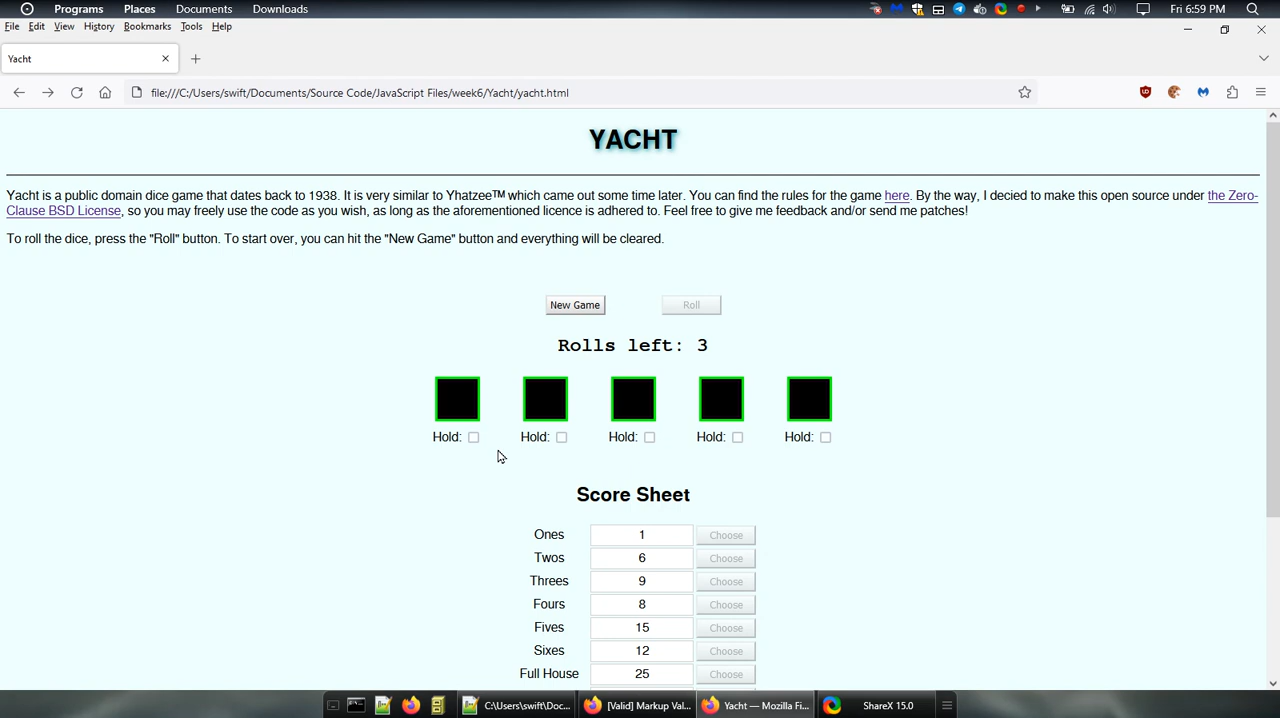 Programs Places Documents Downloads Fri 6:59 PM
File Edit View History Bookmarks Tools Help
Yacht
file:///C:/Users/swift/Documents/Source Code/JavaScript Files/week6/Yacht/yacht.html
YACHT
Yacht is a public domain dice game that dates back to 1938. It is very similar to Yhatzee™ which came out some time later. You can find the rules for the game here. By the way, I decied to make this open source under the Zero-
Clause BSD License, so you may freely use the code as you wish, as long as the aforementioned licence is adhered to. Feel free to give me feedback and/or send me patches!
To roll the dice, press the "Roll" button. To start over, you can hit the "New Game" button and everything will be cleared.
New Game Roll
Rolls left: 3
Hold: Hold: Hold: Hold: Hold:
Score Sheet
Ones 1 Choose
Twos 6 Choose
Threes 9 Choose
Fours 8 Choose
Fives 15 Choose
Sixes 12 Choose
Full House 25 Choose
C:\Users\swift\Doc... [Valid] Markup Val... Yacht — Mozilla Fi... ShareX 15.0